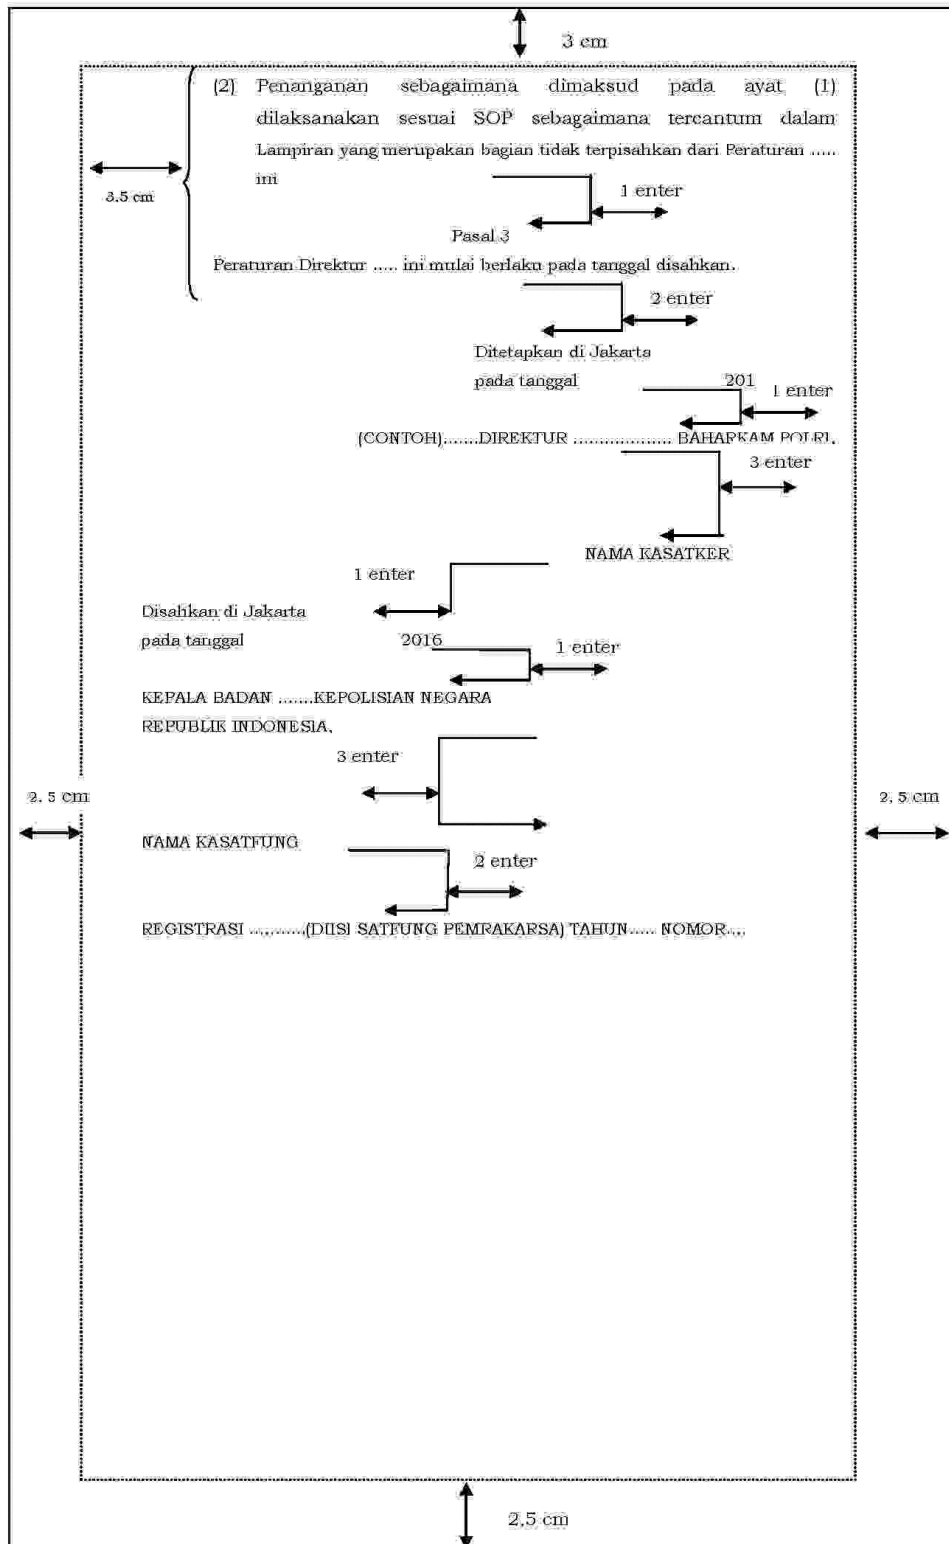 3 cm
(2) Penanganan sebagaimana dimaksud pada ayat (1)
dilaksanakan sesuai SOP sebagaimana tercantum dalam
Lampiran yang merupakan bagian tidak terpisahkan dari Peraturan .....
ini
3.5 cm
1 enter
Pasal 3
Peraturan Direktur ..... ini mulai berlaku pada tanggal disahkan.
2 enter
Ditetapkan di Jakarta
pada tanggal 201
1 enter
(CONTOH).......DIREKTUR ................... BAHARKAM POLRI,
3 enter
NAMA KASATKER
1 enter
Disahkan di Jakarta
pada tanggal 2016
1 enter
KEPALA BADAN .......KEPOLISIAN NEGARA
REPUBLIK INDONESIA,
3 enter
2, 5 cm 2, 5 cm
NAMA KASATFUNG
2 enter
REGISTRASI ...........(DIISI SATFUNG PEMRAKARSA) TAHUN..... NOMOR....
2,5 cm